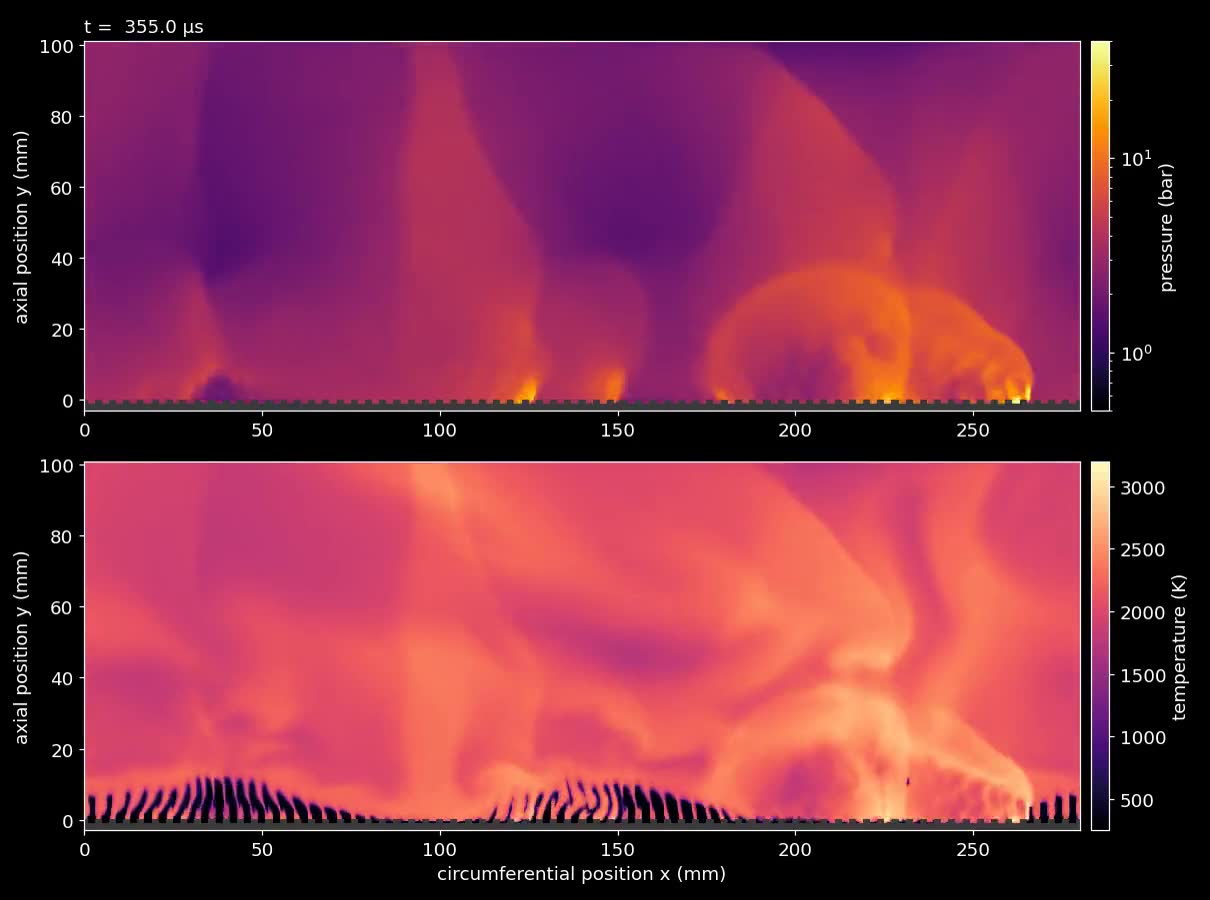 t =  355.0 µs
100
80
60
40
20
0
axial position y (mm)
0 50 100 150 200 250
10¹
10⁰
pressure (bar)
100
80
60
40
20
0
axial position y (mm)
0 50 100 150 200 250
circumferential position x (mm)
3000
2500
2000
1500
1000
500
temperature (K)